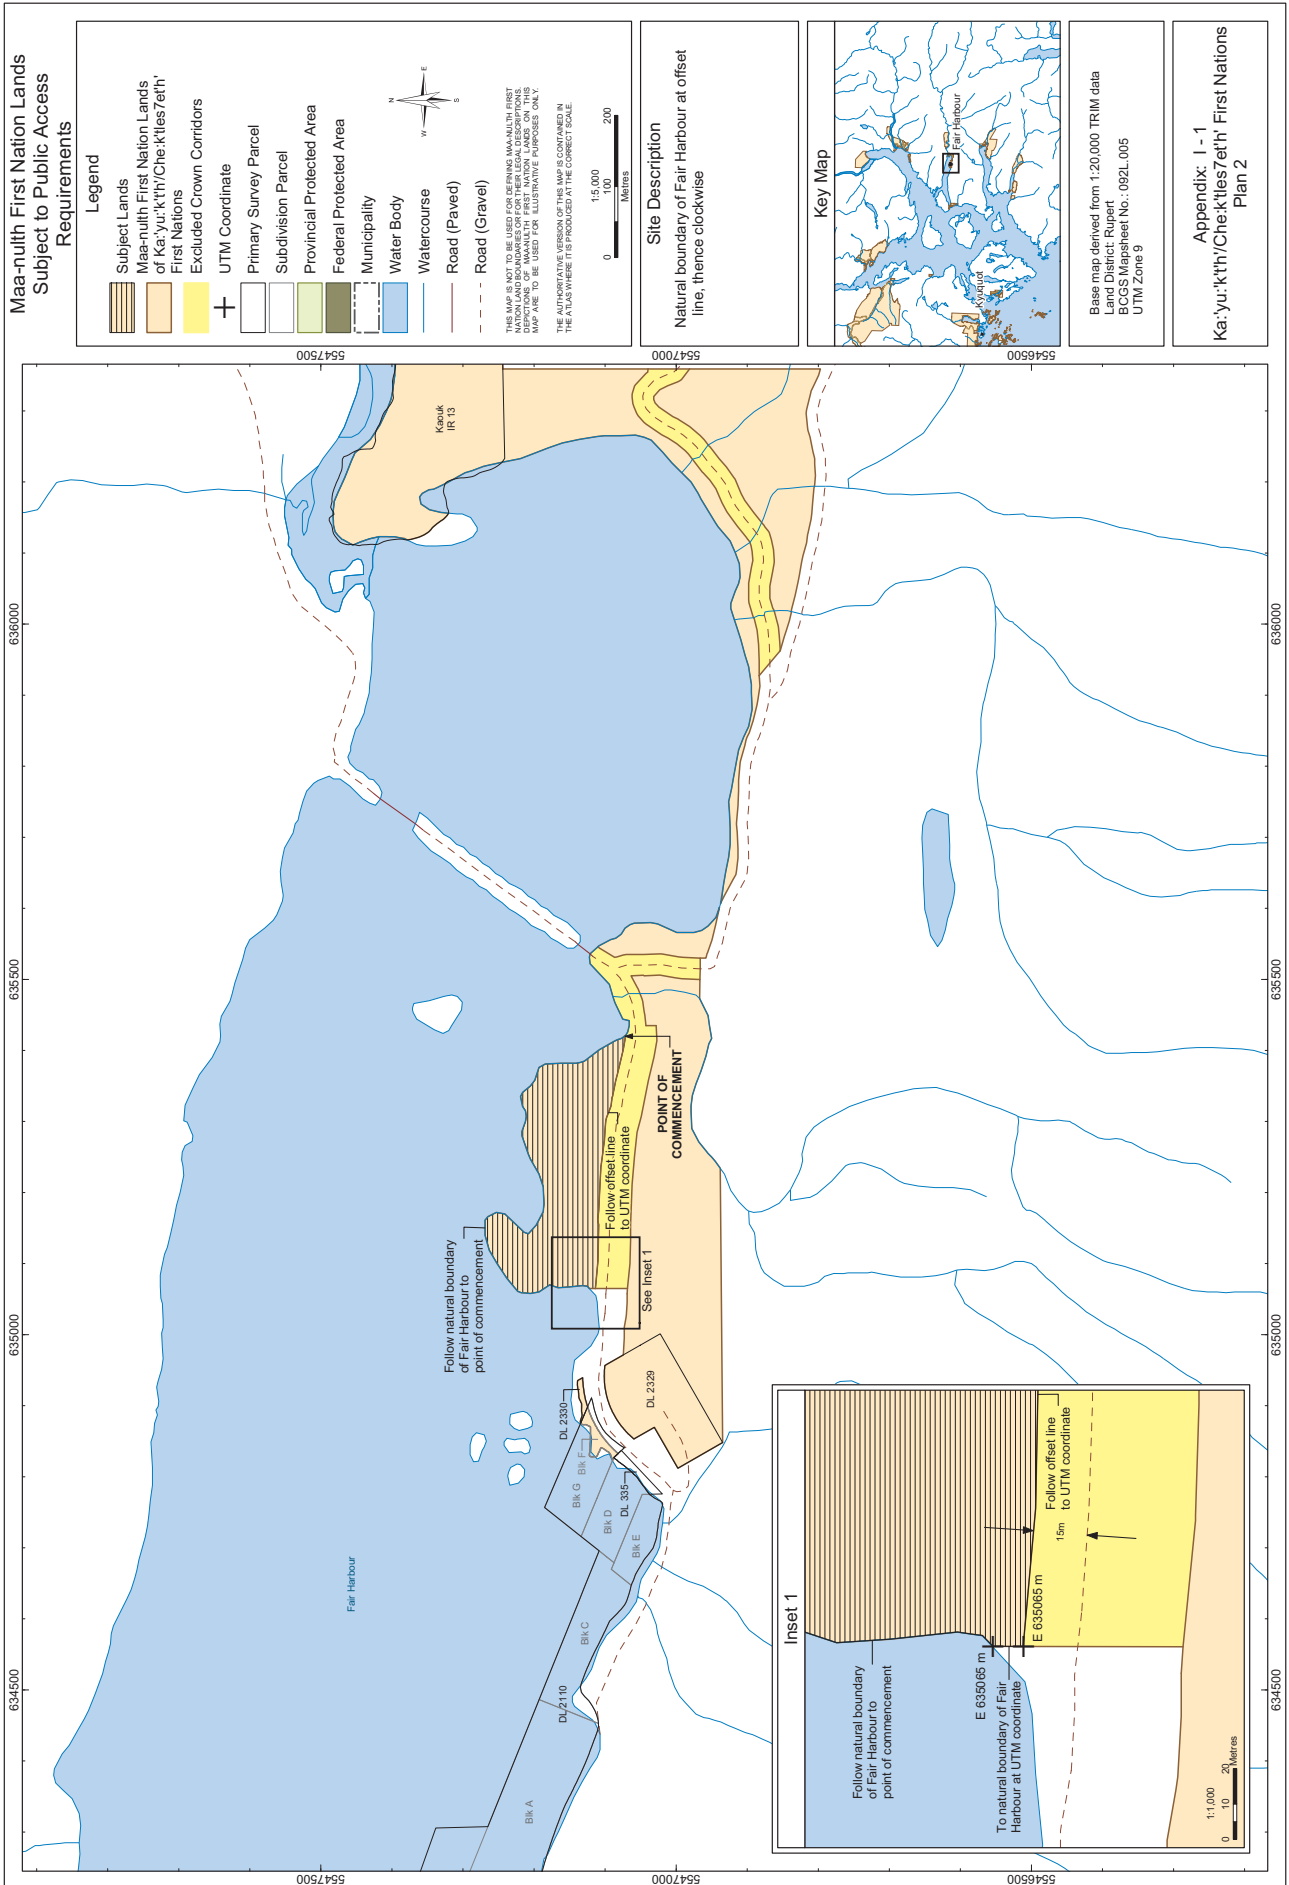 Maa-nulth First Nation Lands
Subject to Public Access
Requirements
Legend
Subject Lands
Maa-nulth First Nation Lands
of Ka:'yu:'k't'h'/Che:k'tles7et'h'
First Nations
Excluded Crown Corridors
UTM Coordinate
Primary Survey Parcel
Subdivision Parcel
Provincial Protected Area
Federal Protected Area
Municipality
Water Body
Watercourse
Road (Paved)
Road (Gravel)
N
W
E
S
THIS MAP IS NOT TO BE USED FOR DEFINING MAA-NULTH FIRST
NATION LAND BOUNDARIES OR FOR THEIR LEGAL DESCRIPTIONS.
DEPICTIONS OF MAA-NULTH FIRST NATION LANDS ON THIS
MAP ARE TO BE USED FOR ILLUSTRATIVE PURPOSES ONLY.
THE AUTHORITATIVE VERSION OF THIS MAP IS CONTAINED IN
THE ATLAS WHERE IT IS PRODUCED AT THE CORRECT SCALE.
1:5,000
0 100 200
Metres
Site Description
Natural boundary of Fair Harbour at offset
line, thence clockwise
Key Map
Kyuquot
Fair Harbour
Base map derived from 1:20,000 TRIM data
Land District: Rupert
BCGS Mapsheet No.: 092L.005
UTM Zone 9
Appendix: I - 1
Ka:'yu:'k't'h'/Che:k'tles7et'h' First Nations
Plan 2
634500
635000
635500
636000
5547500
5547000
5546500
5547500
5547000
5546500
634500
635000
635500
636000
Kaouk
IR 13
Fair Harbour
Follow natural boundary
of Fair Harbour to
point of commencement
Follow offset line
to UTM coordinate
POINT OF
COMMENCEMENT
See Inset 1
DL 2330
DL 2329
Blk F
Blk G
Blk D
DL 335
Blk E
Blk C
DL 2110
Blk A
Inset 1
Follow natural boundary
of Fair Harbour to
point of commencement
E 635065 m
To natural boundary of Fair
Harbour at UTM coordinate
E 635065 m
15m
Follow offset line
to UTM coordinate
1:1,000
0 10 20
Metres